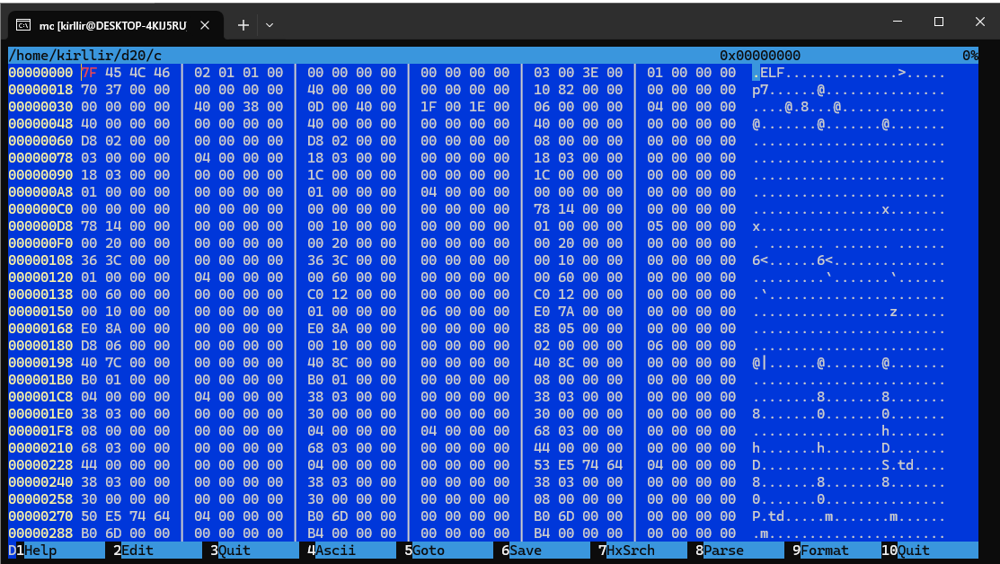 mc [kirllir@DESKTOP-4KIJ5RU
/home/kirllir/d20/c 0x00000000 0%
00000000 7F 45 4C 46 │ 02 01 01 00 │ 00 00 00 00 │ 00 00 00 00 │ 03 00 3E 00 │ 01 00 00 00 .ELF..............>.....
00000018 70 37 00 00 │ 00 00 00 00 │ 40 00 00 00 │ 00 00 00 00 │ 10 82 00 00 │ 00 00 00 00 p7......@...............
00000030 00 00 00 00 │ 40 00 38 00 │ 0D 00 40 00 │ 1F 00 1E 00 │ 06 00 00 00 │ 04 00 00 00 ....@.8...@.............
00000048 40 00 00 00 │ 00 00 00 00 │ 40 00 00 00 │ 00 00 00 00 │ 40 00 00 00 │ 00 00 00 00 @.......@.......@.......
00000060 D8 02 00 00 │ 00 00 00 00 │ D8 02 00 00 │ 00 00 00 00 │ 08 00 00 00 │ 00 00 00 00 ........................
00000078 03 00 00 00 │ 04 00 00 00 │ 18 03 00 00 │ 00 00 00 00 │ 18 03 00 00 │ 00 00 00 00 ........................
00000090 18 03 00 00 │ 00 00 00 00 │ 1C 00 00 00 │ 00 00 00 00 │ 1C 00 00 00 │ 00 00 00 00 ........................
000000A8 01 00 00 00 │ 00 00 00 00 │ 01 00 00 00 │ 04 00 00 00 │ 00 00 00 00 │ 00 00 00 00 ........................
000000C0 00 00 00 00 │ 00 00 00 00 │ 00 00 00 00 │ 00 00 00 00 │ 78 14 00 00 │ 00 00 00 00 ................x.......
000000D8 78 14 00 00 │ 00 00 00 00 │ 00 10 00 00 │ 00 00 00 00 │ 01 00 00 00 │ 05 00 00 00 x.......................
000000F0 00 20 00 00 │ 00 00 00 00 │ 00 20 00 00 │ 00 00 00 00 │ 00 20 00 00 │ 00 00 00 00 . ....... ....... ......
00000108 36 3C 00 00 │ 00 00 00 00 │ 36 3C 00 00 │ 00 00 00 00 │ 00 10 00 00 │ 00 00 00 00 6<......6<..............
00000120 01 00 00 00 │ 04 00 00 00 │ 00 60 00 00 │ 00 00 00 00 │ 00 60 00 00 │ 00 00 00 00 .........`.......`......
00000138 00 60 00 00 │ 00 00 00 00 │ C0 12 00 00 │ 00 00 00 00 │ C0 12 00 00 │ 00 00 00 00 .`......................
00000150 00 10 00 00 │ 00 00 00 00 │ 01 00 00 00 │ 06 00 00 00 │ E0 7A 00 00 │ 00 00 00 00 .................z......
00000168 E0 8A 00 00 │ 00 00 00 00 │ E0 8A 00 00 │ 00 00 00 00 │ 88 05 00 00 │ 00 00 00 00 ........................
00000180 D8 06 00 00 │ 00 00 00 00 │ 00 10 00 00 │ 00 00 00 00 │ 02 00 00 00 │ 06 00 00 00 ........................
00000198 40 7C 00 00 │ 00 00 00 00 │ 40 8C 00 00 │ 00 00 00 00 │ 40 8C 00 00 │ 00 00 00 00 @|......@.......@.......
000001B0 B0 01 00 00 │ 00 00 00 00 │ B0 01 00 00 │ 00 00 00 00 │ 08 00 00 00 │ 00 00 00 00 ........................
000001C8 04 00 00 00 │ 04 00 00 00 │ 38 03 00 00 │ 00 00 00 00 │ 38 03 00 00 │ 00 00 00 00 ........8.......8.......
000001E0 38 03 00 00 │ 00 00 00 00 │ 30 00 00 00 │ 00 00 00 00 │ 30 00 00 00 │ 00 00 00 00 8.......0.......0.......
000001F8 08 00 00 00 │ 00 00 00 00 │ 04 00 00 00 │ 04 00 00 00 │ 68 03 00 00 │ 00 00 00 00 ................h.......
00000210 68 03 00 00 │ 00 00 00 00 │ 68 03 00 00 │ 00 00 00 00 │ 44 00 00 00 │ 00 00 00 00 h.......h.......D.......
00000228 44 00 00 00 │ 00 00 00 00 │ 04 00 00 00 │ 00 00 00 00 │ 53 E5 74 64 │ 04 00 00 00 D...............S.td....
00000240 38 03 00 00 │ 00 00 00 00 │ 38 03 00 00 │ 00 00 00 00 │ 38 03 00 00 │ 00 00 00 00 8.......8.......8.......
00000258 30 00 00 00 │ 00 00 00 00 │ 30 00 00 00 │ 00 00 00 00 │ 08 00 00 00 │ 00 00 00 00 0.......0...............
00000270 50 E5 74 64 │ 04 00 00 00 │ B0 6D 00 00 │ 00 00 00 00 │ B0 6D 00 00 │ 00 00 00 00 P.td.....m.......m......
00000288 B0 6D 00 00 │ 00 00 00 00 │ B4 00 00 00 │ 00 00 00 00 │ B4 00 00 00 │ 00 00 00 00 .m......................
D1Help 2Edit 3Quit 4Ascii 5Goto 6Save 7HxSrch 8Parse 9Format 10Quit